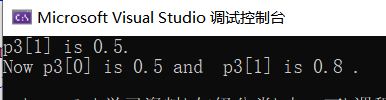 Microsoft Visual Studio 调试控制台
p3[1] is 0.5.
Now p3[0] is 0.5 and  p3[1] is 0.8 .